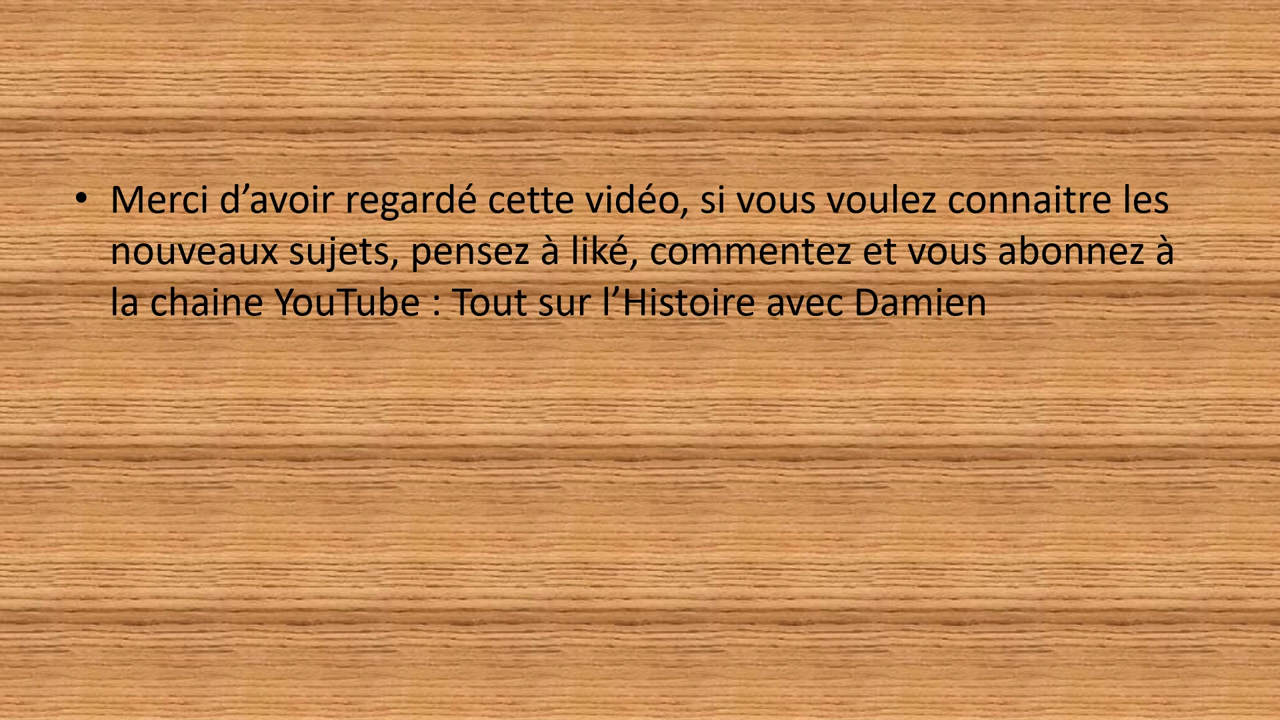 • Merci d’avoir regardé cette vidéo, si vous voulez connaitre les
nouveaux sujets, pensez à liké, commentez et vous abonnez à
la chaine YouTube : Tout sur l’Histoire avec Damien